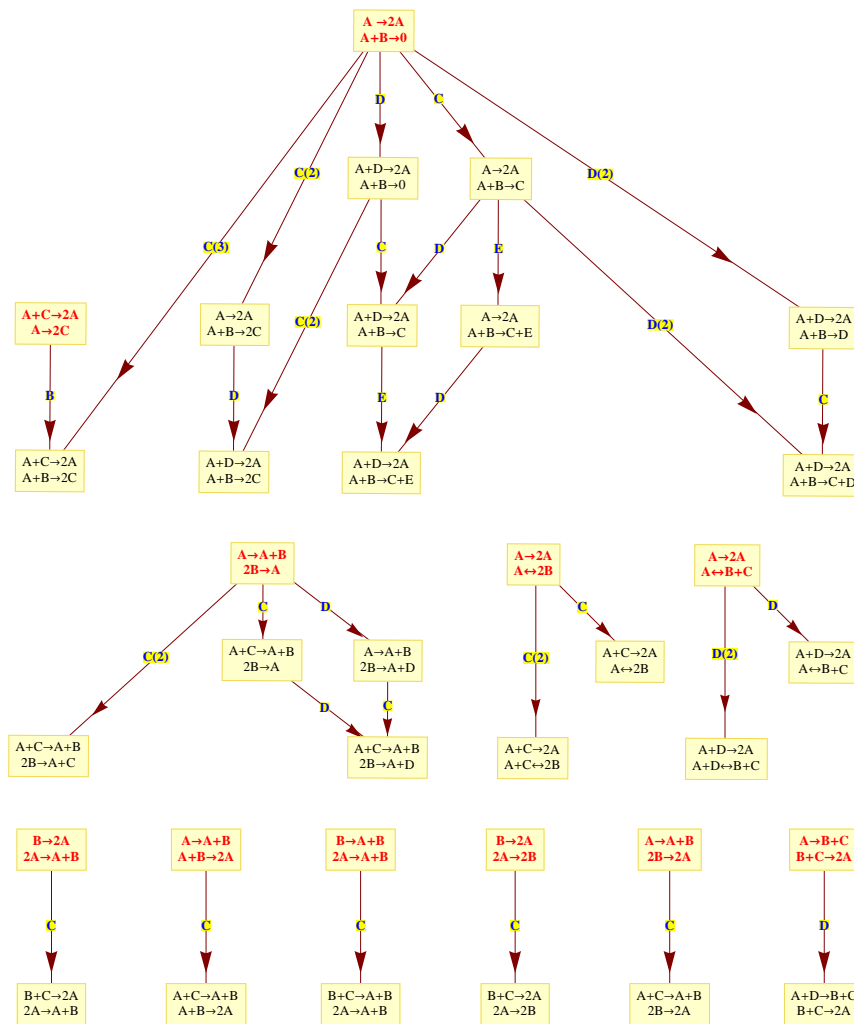 A→2A
A+B→0
D
C
C(2)
D(2)
C(3)
A+D→2A
A+B→0
A→2A
A+B→C
C
D
E
C(2)
D(2)
A+C→2A
A→2C
A→2A
A+B→2C
A+D→2A
A+B→C
A→2A
A+B→C+E
A+D→2A
A+B→D
B
D
E
D
C
A+C→2A
A+B→2C
A+D→2A
A+B→2C
A+D→2A
A+B→C+E
A+D→2A
A+B→C+D
A→A+B
2B→A
A→2A
A↔2B
A→2A
A↔B+C
C
D
C(2)
C
C(2)
D
D(2)
A+C→A+B
2B→A
A→A+B
2B→A+D
A+C→2A
A↔2B
A+D→2A
A↔B+C
D
C
A+C→A+B
2B→A+C
A+C→A+B
2B→A+D
A+C→2A
A+C↔2B
A+D→2A
A+D↔B+C
B→2A
2A→A+B
A→A+B
A+B→2A
B→A+B
2A→A+B
B→2A
2A→2B
A→A+B
2B→2A
A→B+C
B+C→2A
C
C
C
C
C
D
B+C→2A
2A→A+B
A+C→A+B
A+B→2A
B+C→A+B
2A→A+B
B+C→2A
2A→2B
A+C→A+B
2B→2A
A+D→B+C
B+C→2A